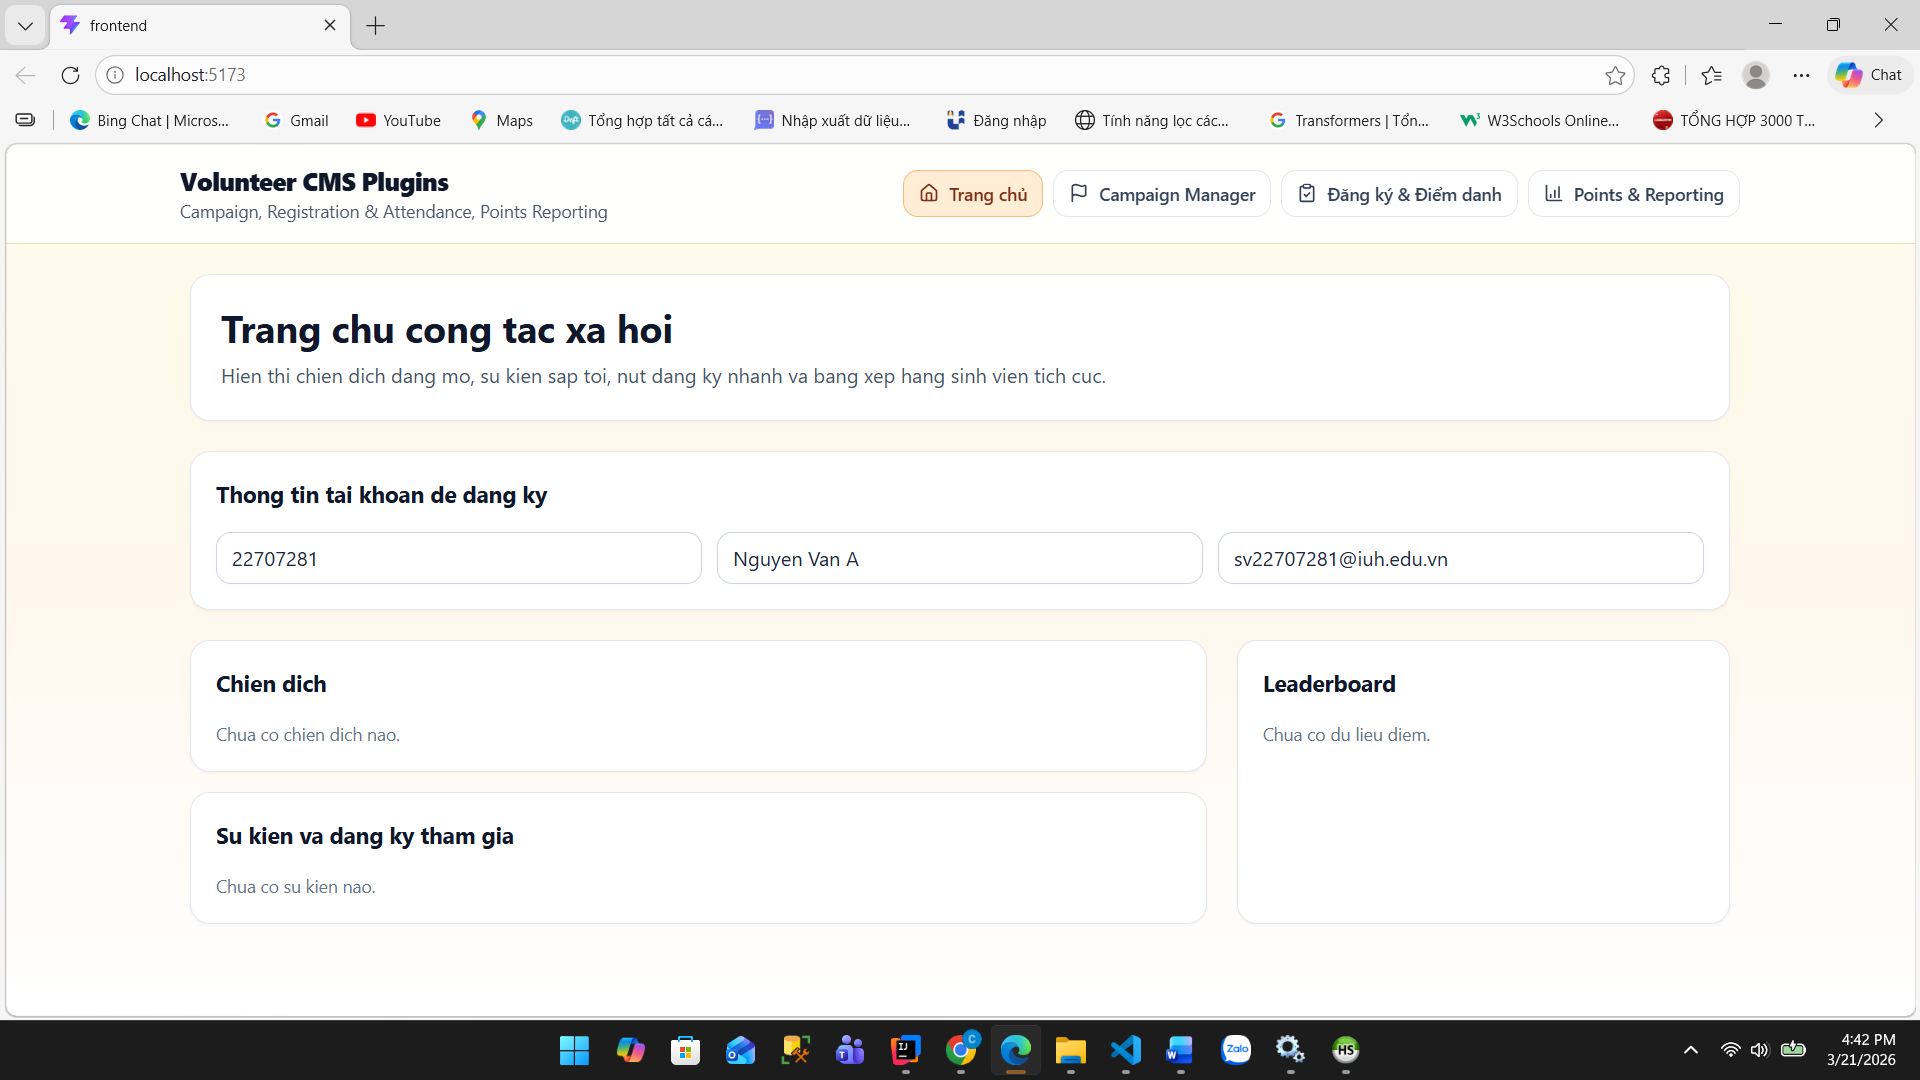 frontend
localhost:5173
Chat
Bing Chat | Micros...
Gmail
YouTube
Maps
Tổng hợp tất cả cá...
Nhập xuất dữ liệu...
Đăng nhập
Tính năng lọc các...
Transformers | Tổn...
W3Schools Online...
TỔNG HỢP 3000 T...
Volunteer CMS Plugins
Campaign, Registration & Attendance, Points Reporting
Trang chủ
Campaign Manager
Đăng ký & Điểm danh
Points & Reporting
Trang chu cong tac xa hoi
Hien thi chien dich dang mo, su kien sap toi, nut dang ky nhanh va bang xep hang sinh vien tich cuc.
Thong tin tai khoan de dang ky
22707281
Nguyen Van A
sv22707281@iuh.edu.vn
Chien dich
Chua co chien dich nao.
Leaderboard
Chua co du lieu diem.
Su kien va dang ky tham gia
Chua co su kien nao.
Zalo
HS
4:42 PM
3/21/2026